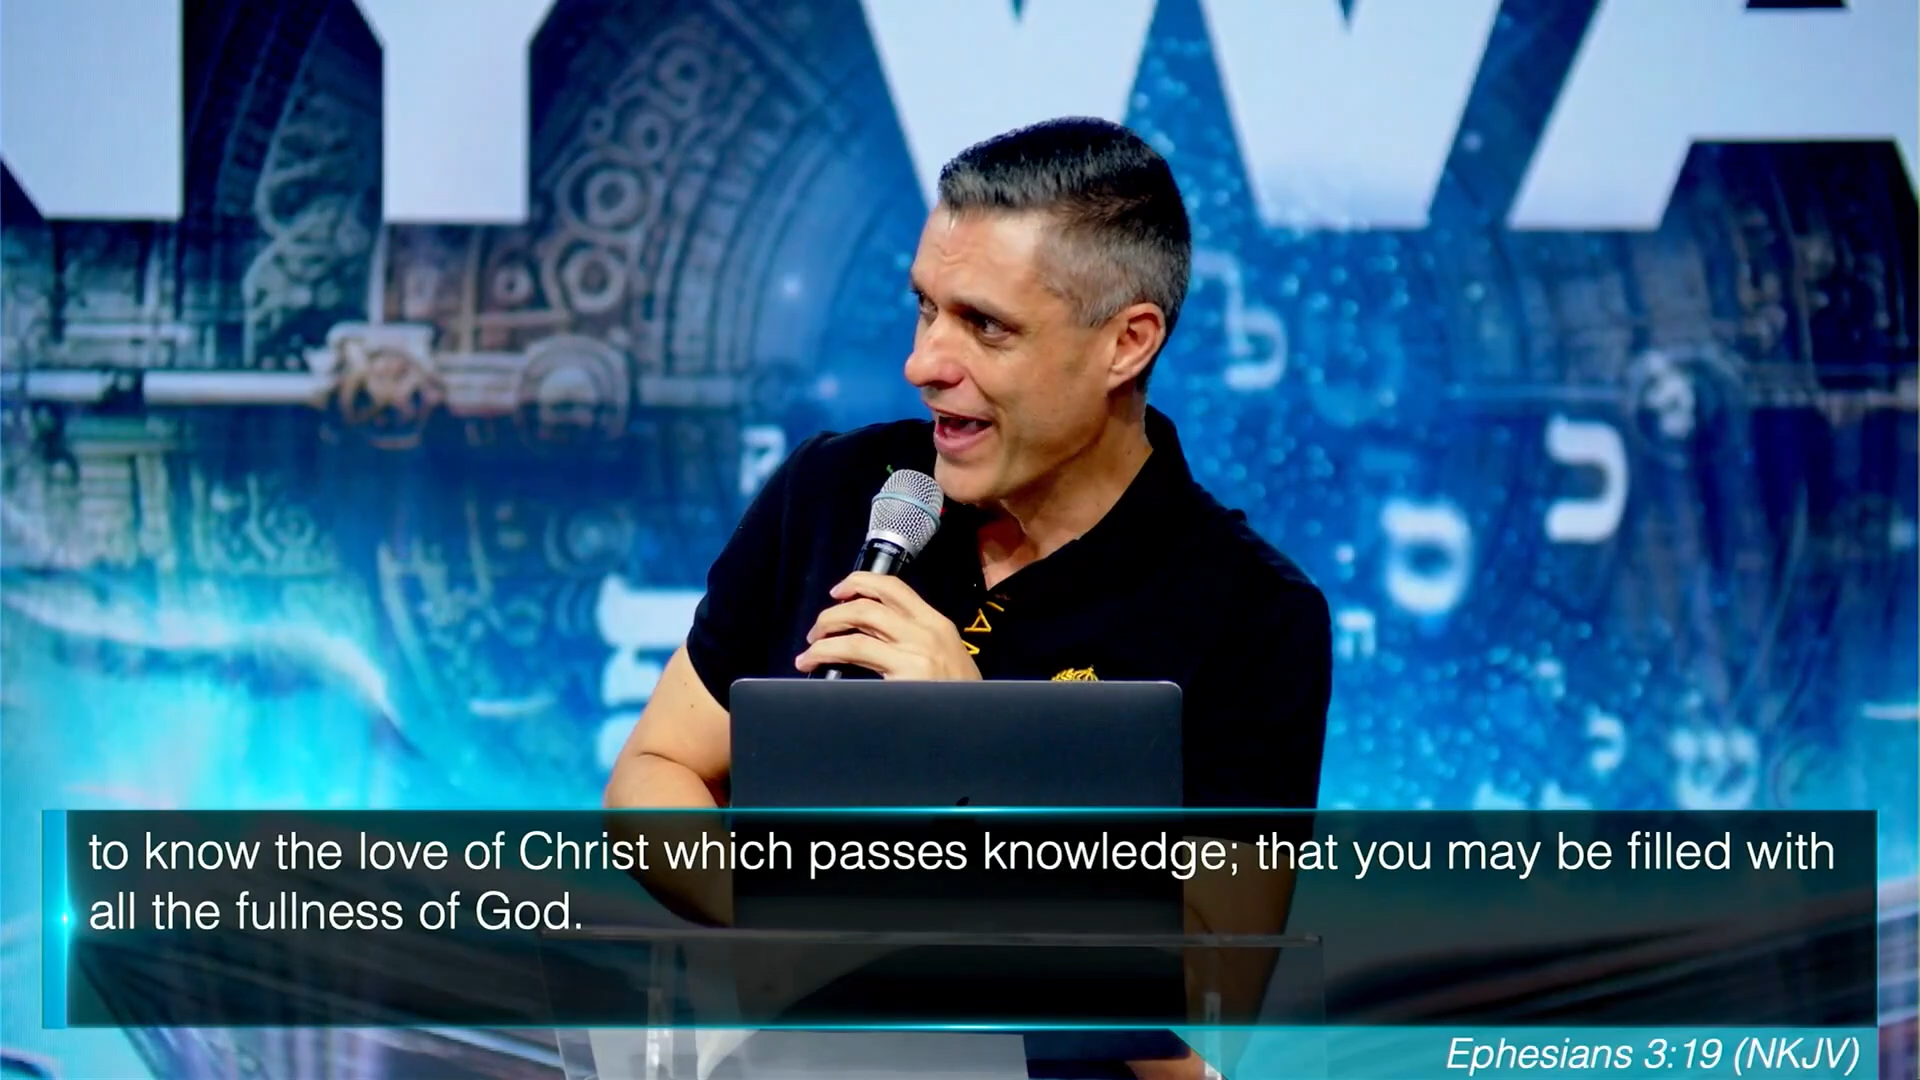 Y WA
to know the love of Christ which passes knowledge; that you may be filled with
all the fullness of God.
Ephesians 3:19 (NKJV)